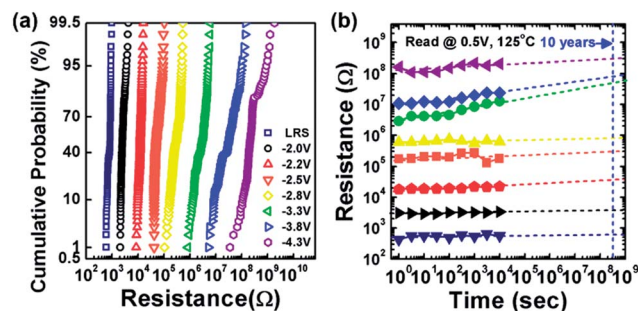 (a)
Cumulative Probability (%)
99.5
95
70
40
10
1
0.5
LRS
-2.0V
-2.2V
-2.5V
-2.8V
-3.3V
-3.8V
-4.3V
10² 10³ 10⁴ 10⁵ 10⁶ 10⁷ 10⁸ 10⁹ 10¹⁰
Resistance(Ω)
(b)
Resistance (Ω)
10⁹
10⁸
10⁷
10⁶
10⁵
10⁴
10³
10²
Read @ 0.5V, 125°C 10 years
10⁰ 10¹ 10² 10³ 10⁴ 10⁵ 10⁶ 10⁷ 10⁸ 10⁹
Time (sec)